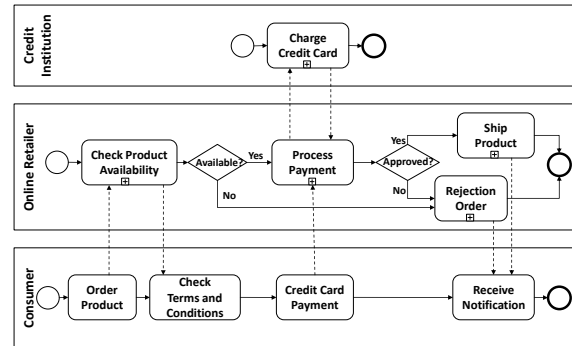 Credit
Institution
Charge
Credit Card
Online Retailer
Check Product
Availability
Available?
Yes
No
Process
Payment
Approved?
Yes
No
Ship
Product
Rejection
Order
Consumer
Order
Product
Check
Terms and
Conditions
Credit Card
Payment
Receive
Notification